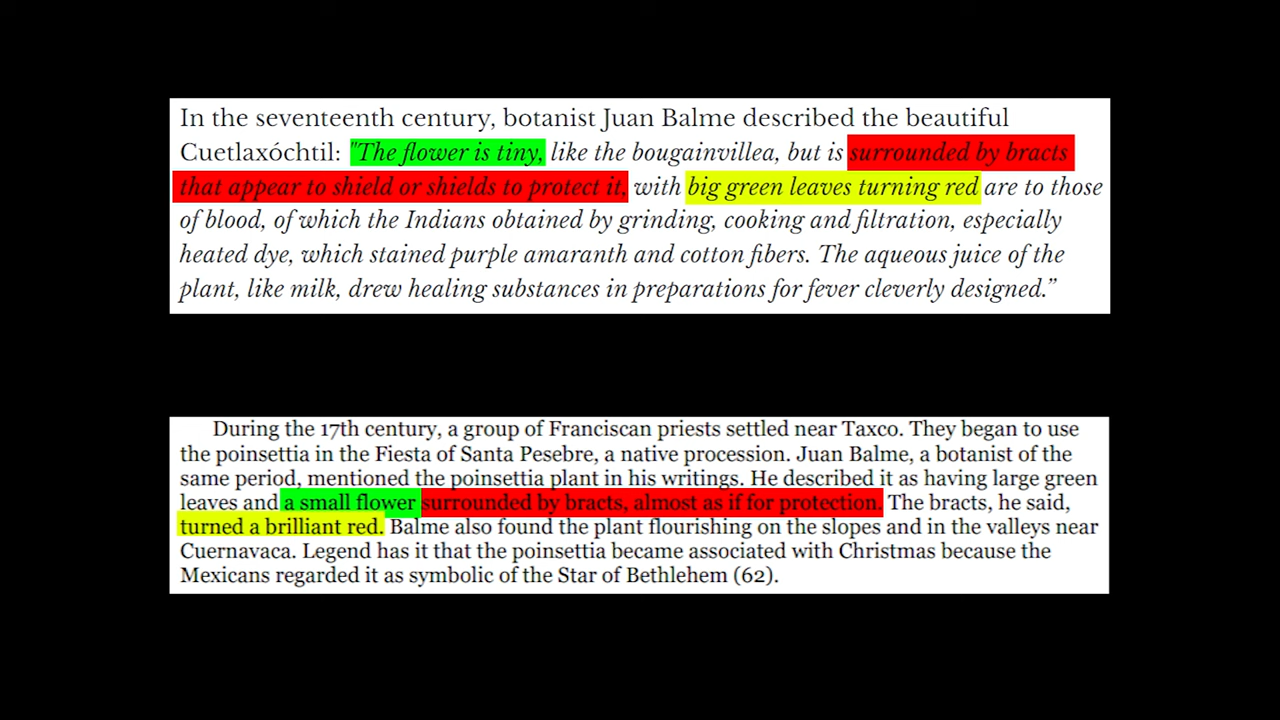 In the seventeenth century, botanist Juan Balme described the beautiful
Cuetlaxóchtil: "The flower is tiny, like the bougainvillea, but is surrounded by bracts
that appear to shield or shields to protect it, with big green leaves turning red are to those
of blood, of which the Indians obtained by grinding, cooking and filtration, especially
heated dye, which stained purple amaranth and cotton fibers. The aqueous juice of the
plant, like milk, drew healing substances in preparations for fever cleverly designed.”
During the 17th century, a group of Franciscan priests settled near Taxco. They began to use
the poinsettia in the Fiesta of Santa Pesebre, a native procession. Juan Balme, a botanist of the
same period, mentioned the poinsettia plant in his writings. He described it as having large green
leaves and a small flower surrounded by bracts, almost as if for protection. The bracts, he said,
turned a brilliant red. Balme also found the plant flourishing on the slopes and in the valleys near
Cuernavaca. Legend has it that the poinsettia became associated with Christmas because the
Mexicans regarded it as symbolic of the Star of Bethlehem (62).